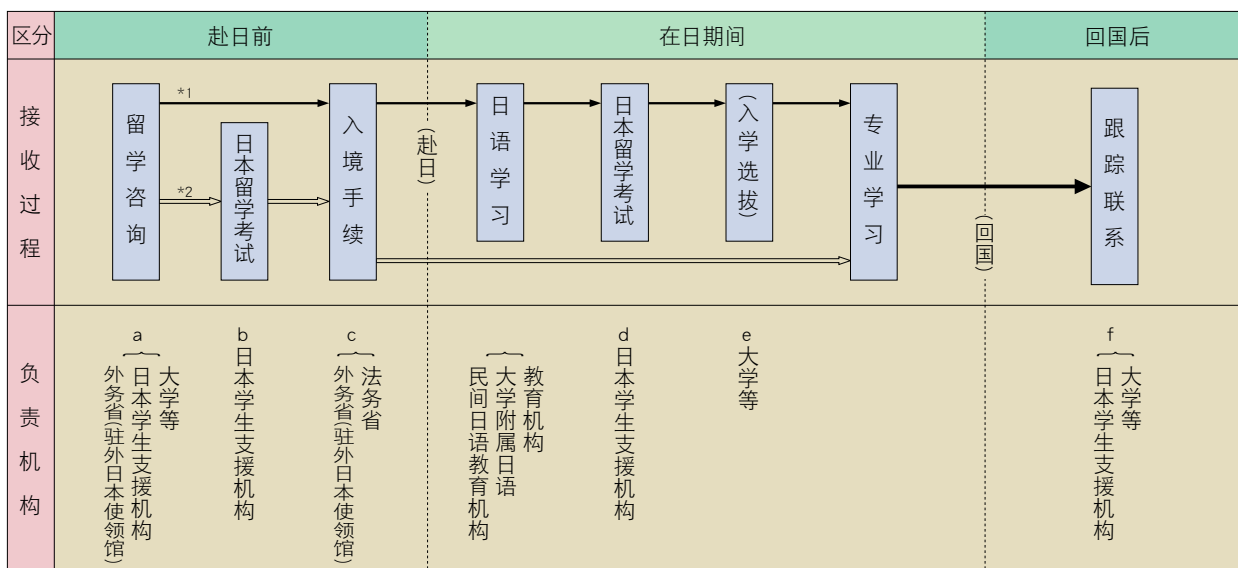 区分
赴日前
在日期间
回国后
接收过程
留学咨询
*1
*2
日本留学考试
入境手续
(赴日)
日语学习
日本留学考试
(入学选拔)
专业学习
(回国)
跟踪联系
负责机构
a
大学等
日本学生支援机构
外务省(驻外日本使领馆)
b
日本学生支援机构
c
法务省
外务省(驻外日本使领馆)
教育机构
大学附属日语
民间日语教育机构
d
日本学生支援机构
e
大学等
f
大学等
日本学生支援机构